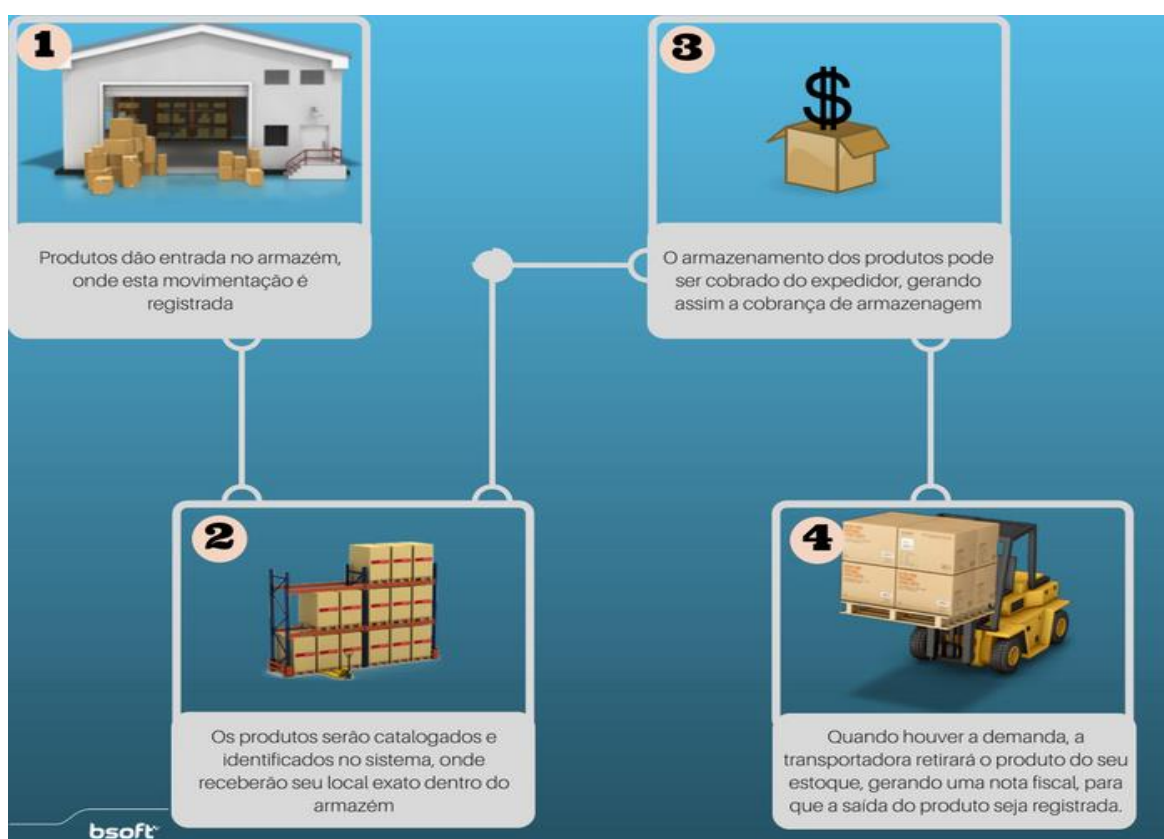 1
Produtos dão entrada no armazém,
onde esta movimentação é
registrada
2
Os produtos serão catalogados e
identificados no sistema, onde
receberão seu local exato dentro do
armazém
3
$
O armazenamento dos produtos pode
ser cobrado do expedidor, gerando
assim a cobrança de armazenagem
4
Quando houver a demanda, a
transportadora retirará o produto do seu
estoque, gerando uma nota fiscal, para
que a saída do produto seja registrada.
bsoft